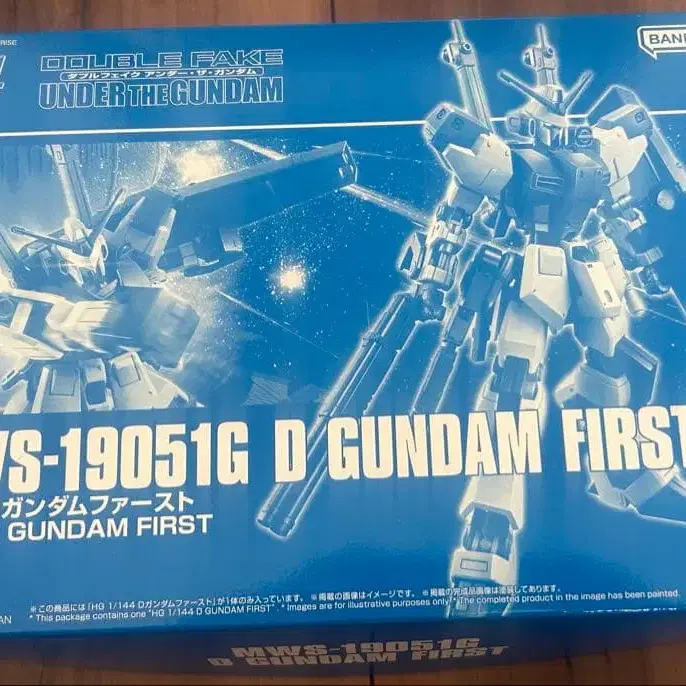 RISE
DOUBLE FAKE
ダブルフェイク アンダー・ザ・ガンダム
UNDER THE GUNDAM
BAND
WS-19051G D GUNDAM FIRST
ガンダムファースト
GUNDAM FIRST
※この商品には「HG 1/144 Dガンダムファースト」が1体のみ入っています。 ※掲載の画像はイメージです。 ※掲載の完成品画像は塗装してあります。
* This package contains one "HG 1/144 D GUNDAM FIRST". * Images are for illustrative purposes only * The completed product in the image has been painted.
AN
MWS-19051G
D GUNDAM FIRST